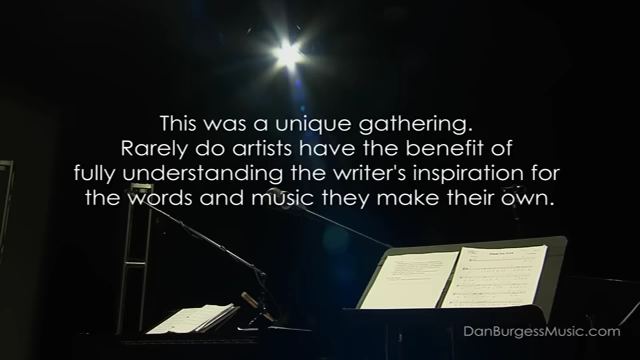 This was a unique gathering.
Rarely do artists have the benefit of
fully understanding the writer's inspiration for
the words and music they make their own.
DanBurgessMusic.com